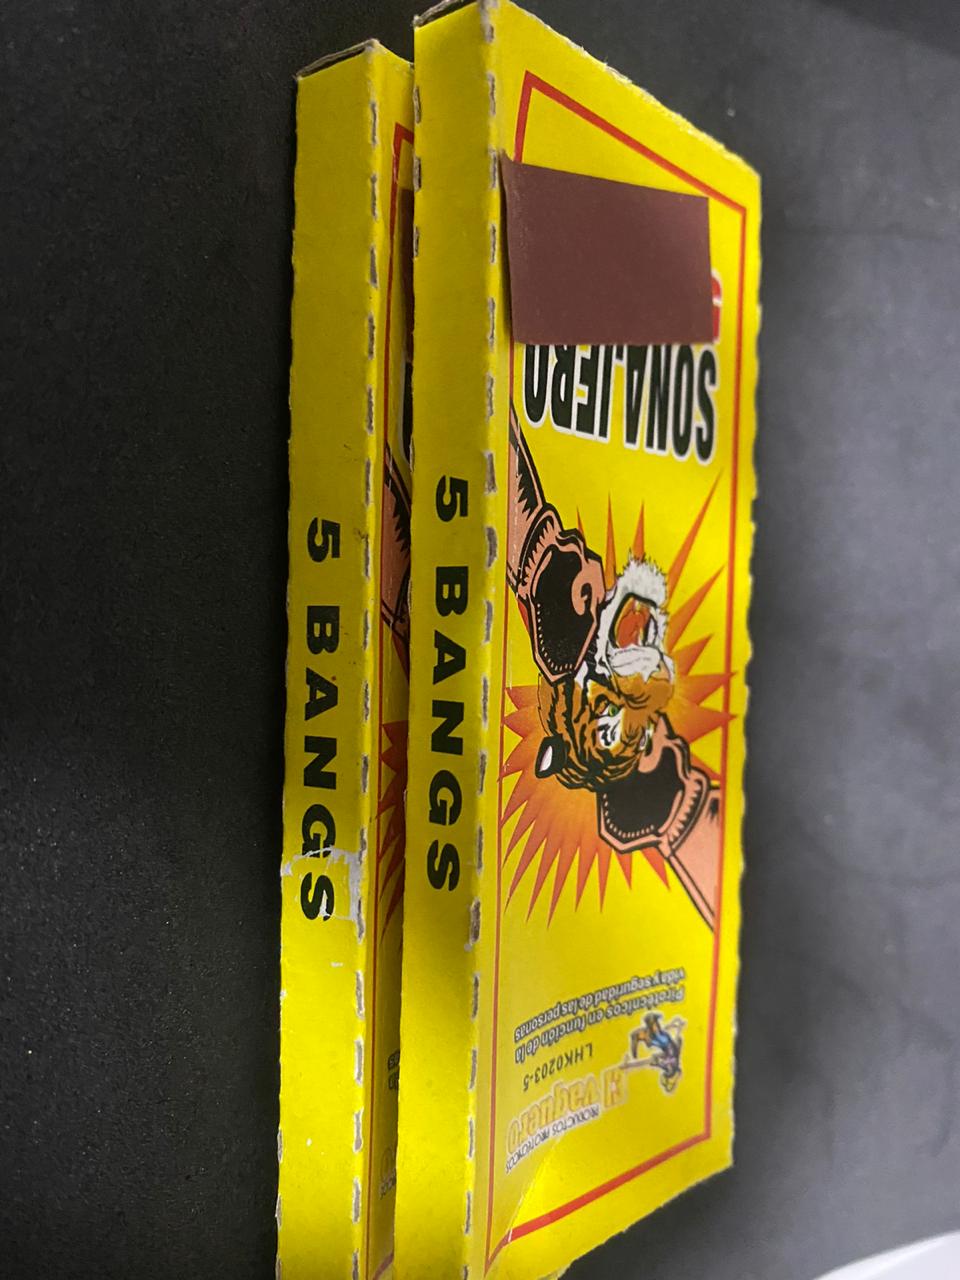 5 BANGS
5 BANGS
SONAJERO
PRODUCTOS PIROTECNICOS
El vaquero
LHK0203-5
Pirotécnicos en función de la
vida y seguridad de las personas